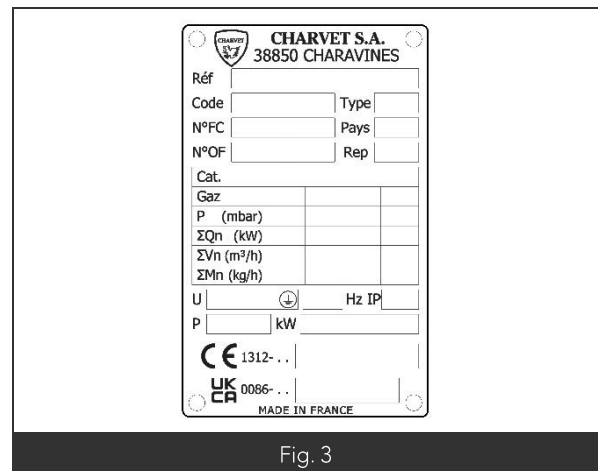 CHARVET
CHARVET S.A.
38850 CHARAVINES
Réf
Code Type
N°FC Pays
N°OF Rep
Cat.
Gaz
P (mbar)
ΣQn (kW)
ΣVn (m³/h)
ΣMn (kg/h)
U Hz IP
P kW
CE 1312-..
UK
CA 0086-..
MADE IN FRANCE
Fig. 3